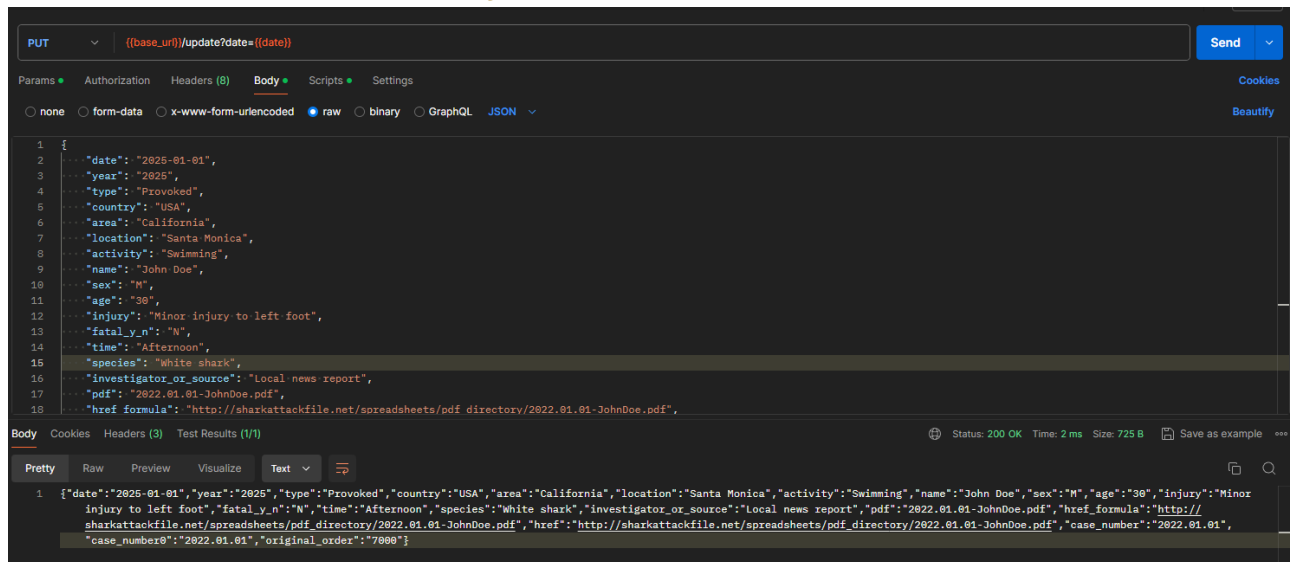 PUT {{base_url}}/update?date={{date}} Send
Params Authorization Headers (8) Body Scripts Settings Cookies
none form-data x-www-form-urlencoded raw binary GraphQL JSON Beautify
1 {
2 "date": "2025-01-01",
3 "year": "2025",
4 "type": "Provoked",
5 "country": "USA",
6 "area": "California",
7 "location": "Santa Monica",
8 "activity": "Swimming",
9 "name": "John Doe",
10 "sex": "M",
11 "age": "30",
12 "injury": "Minor injury to left foot",
13 "fatal_y_n": "N",
14 "time": "Afternoon",
15 "species": "White shark",
16 "investigator_or_source": "Local news report",
17 "pdf": "2022.01.01-JohnDoe.pdf",
18 "href_formula": "http://sharkattackfile.net/spreadsheets/pdf_directory/2022.01.01-JohnDoe.pdf",
Body Cookies Headers (3) Test Results (1/1) Status: 200 OK Time: 2 ms Size: 725 B Save as example
Pretty Raw Preview Visualize Text
1 {"date":"2025-01-01","year":"2025","type":"Provoked","country":"USA","area":"California","location":"Santa Monica","activity":"Swimming","name":"John Doe","sex":"M","age":"30","injury":"Minor
injury to left foot","fatal_y_n":"N","time":"Afternoon","species":"White shark","investigator_or_source":"Local news report","pdf":"2022.01.01-JohnDoe.pdf","href_formula":"http://
sharkattackfile.net/spreadsheets/pdf_directory/2022.01.01-JohnDoe.pdf","href":"http://sharkattackfile.net/spreadsheets/pdf_directory/2022.01.01-JohnDoe.pdf","case_number":"2022.01.01",
"case_number0":"2022.01.01","original_order":"7000"}